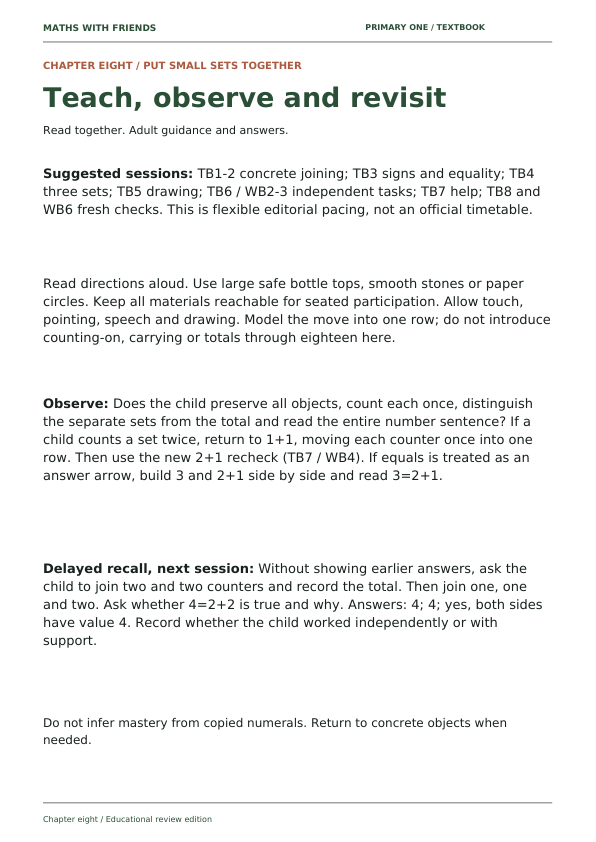 MATHS WITH FRIENDS
PRIMARY ONE / TEXTBOOK
CHAPTER EIGHT / PUT SMALL SETS TOGETHER
Teach, observe and revisit
Read together. Adult guidance and answers.
Suggested sessions: TB1-2 concrete joining; TB3 signs and equality; TB4
three sets; TB5 drawing; TB6 / WB2-3 independent tasks; TB7 help; TB8 and
WB6 fresh checks. This is flexible editorial pacing, not an official timetable.
Read directions aloud. Use large safe bottle tops, smooth stones or paper
circles. Keep all materials reachable for seated participation. Allow touch,
pointing, speech and drawing. Model the move into one row; do not introduce
counting-on, carrying or totals through eighteen here.
Observe: Does the child preserve all objects, count each once, distinguish
the separate sets from the total and read the entire number sentence? If a
child counts a set twice, return to 1+1, moving each counter once into one
row. Then use the new 2+1 recheck (TB7 / WB4). If equals is treated as an
answer arrow, build 3 and 2+1 side by side and read 3=2+1.
Delayed recall, next session: Without showing earlier answers, ask the
child to join two and two counters and record the total. Then join one, one
and two. Ask whether 4=2+2 is true and why. Answers: 4; 4; yes, both sides
have value 4. Record whether the child worked independently or with
support.
Do not infer mastery from copied numerals. Return to concrete objects when
needed.
Chapter eight / Educational review edition